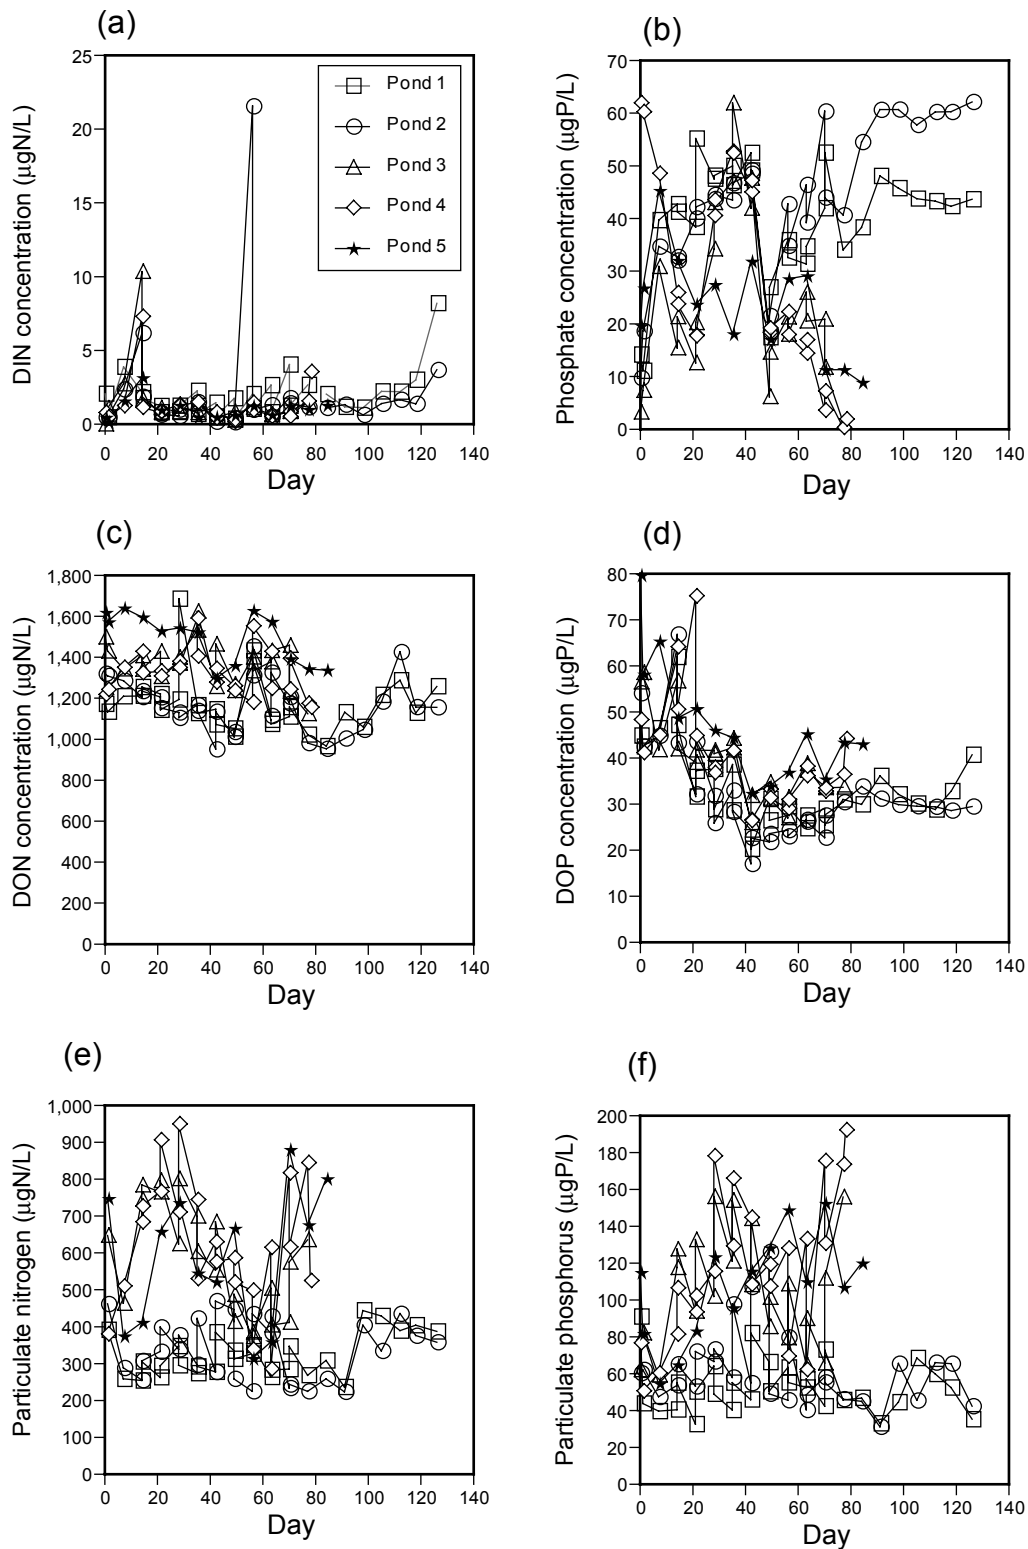 (a)
DIN concentration (μgN/L)
25
20
15
10
5
0
Pond 1
Pond 2
Pond 3
Pond 4
Pond 5
0 20 40 60 80 100 120 140
Day
(b)
Phosphate concentration (μgP/L)
70
60
50
40
30
20
10
0
0 20 40 60 80 100 120 140
Day
(c)
DON concentration (μgN/L)
1,800
1,600
1,400
1,200
1,000
800
600
400
200
0
0 20 40 60 80 100 120 140
Day
(d)
DOP concentration (μgP/L)
80
70
60
50
40
30
20
10
0
0 20 40 60 80 100 120 140
Day
(e)
Particulate nitrogen (μgN/L)
1,000
900
800
700
600
500
400
300
200
100
0
0 20 40 60 80 100 120 140
Day
(f)
Particulate phosphorus (μgP/L)
200
180
160
140
120
100
80
60
40
20
0
0 20 40 60 80 100 120 140
Day